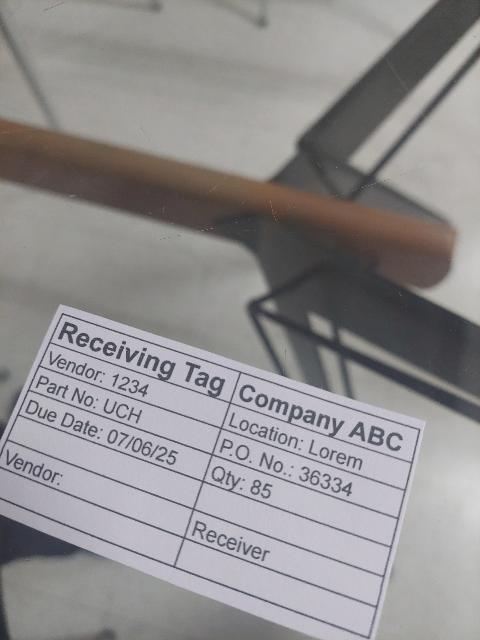 Receiving Tag
Company ABC
Vendor: 1234
Location: Lorem
Part No: UCH
P.O. No.: 36334
Due Date: 07/06/25
Qty: 85
Vendor:
Receiver